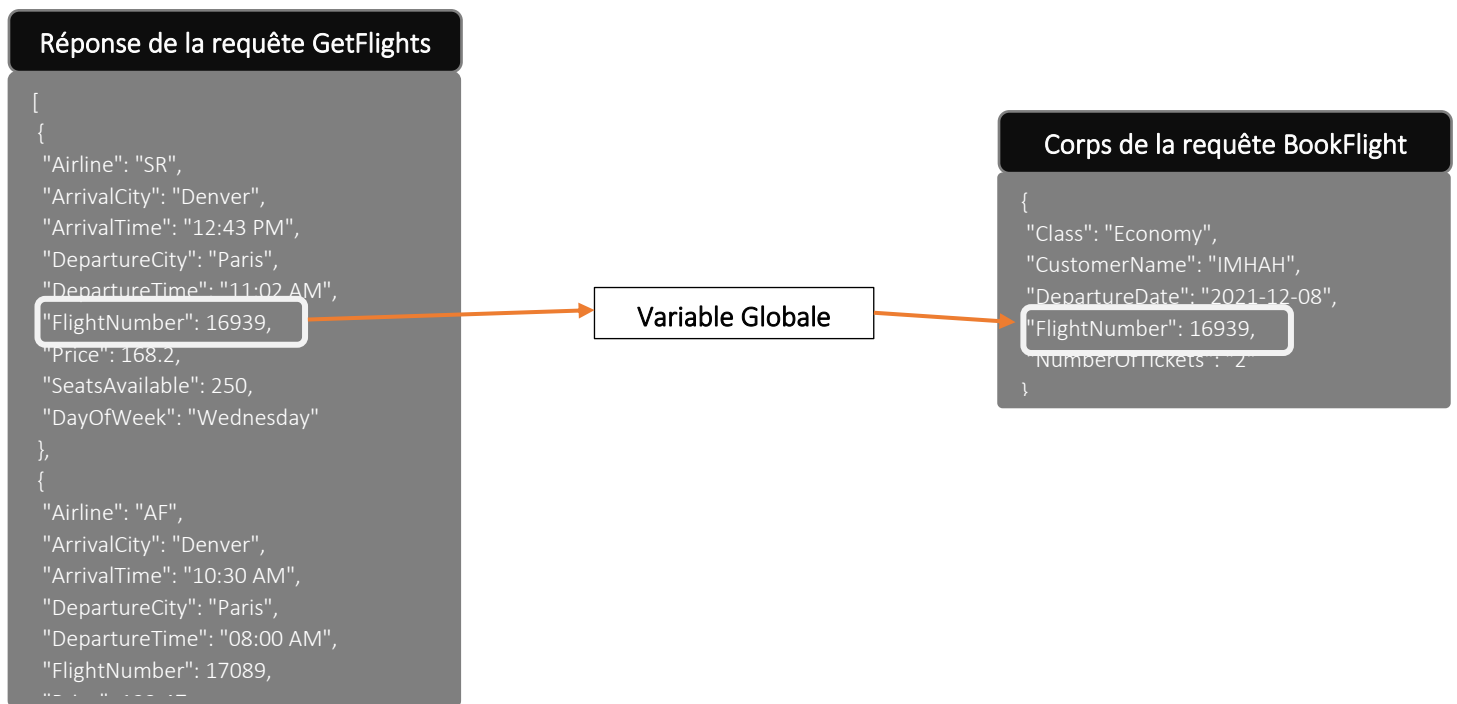 Réponse de la requête GetFlights
[
{
"Airline": "SR",
"ArrivalCity": "Denver",
"ArrivalTime": "12:43 PM",
"DepartureCity": "Paris",
"DepartureTime": "11:02 AM",
"FlightNumber": 16939,
"Price": 168.2,
"SeatsAvailable": 250,
"DayOfWeek": "Wednesday"
},
{
"Airline": "AF",
"ArrivalCity": "Denver",
"ArrivalTime": "10:30 AM",
"DepartureCity": "Paris",
"DepartureTime": "08:00 AM",
"FlightNumber": 17089,
Variable Globale
Corps de la requête BookFlight
{
"Class": "Economy",
"CustomerName": "IMHAH",
"DepartureDate": "2021-12-08",
"FlightNumber": 16939,
"NumberOfTickets": "2"
}